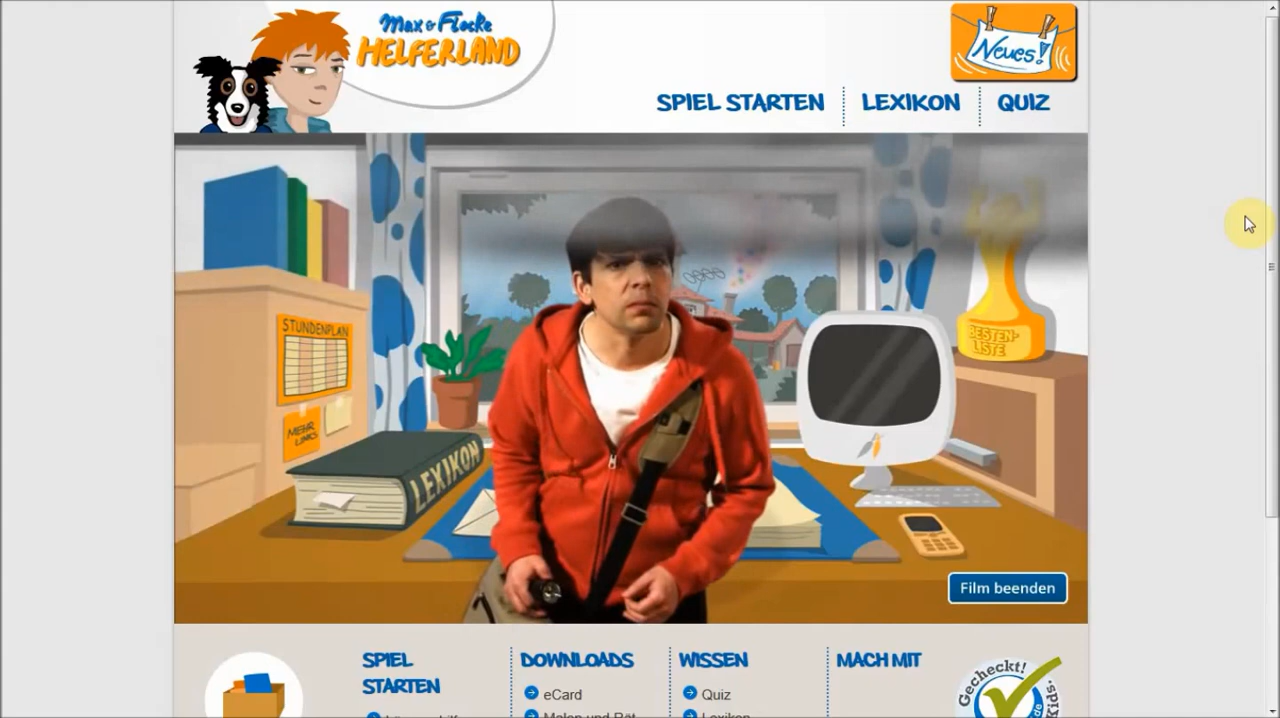 Max & Flocke
HELFERLAND
Neues!
SPIEL STARTEN
LEXIKON
QUIZ
STUNDENPLAN
MEHR
LINKS
LEXIKON
BESTEN-
LISTE
Film beenden
SPIEL
STARTEN
DOWNLOADS
eCard
WISSEN
Quiz
Lexikon
MACH MIT
Gecheckt!